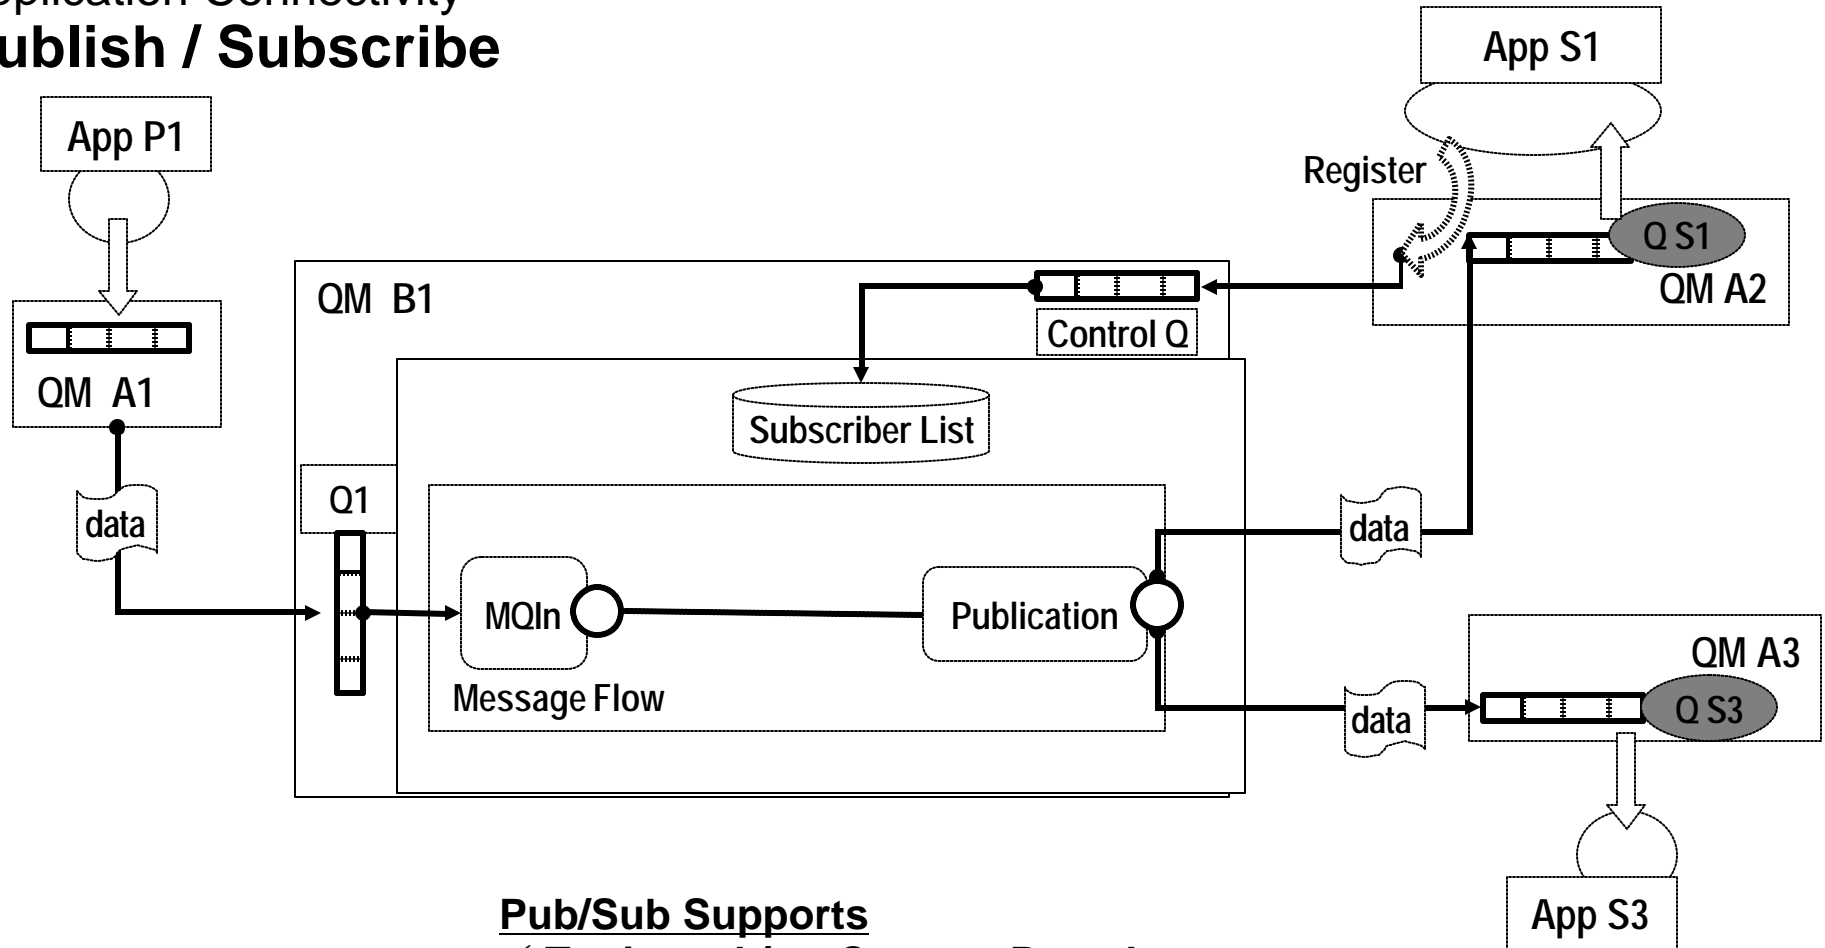 Connectivity
/ Subscribe
App S1
App P1
Register
Q S1
QM A2
QM B1
Control Q
QM A1
Subscriber List
Q1
data
data
MQIn
Publication
Message Flow
QM A3
Q S3
data
App S3
Pub/Sub Supports